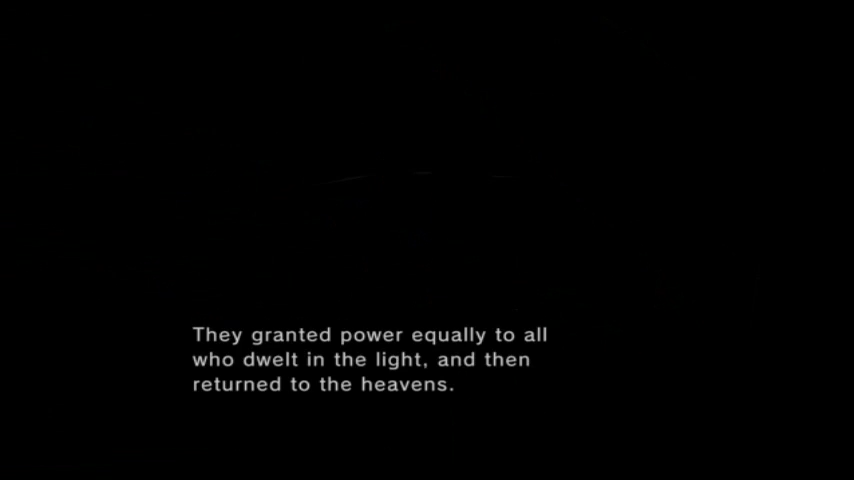 They granted power equally to all
who dwelt in the light, and then
returned to the heavens.